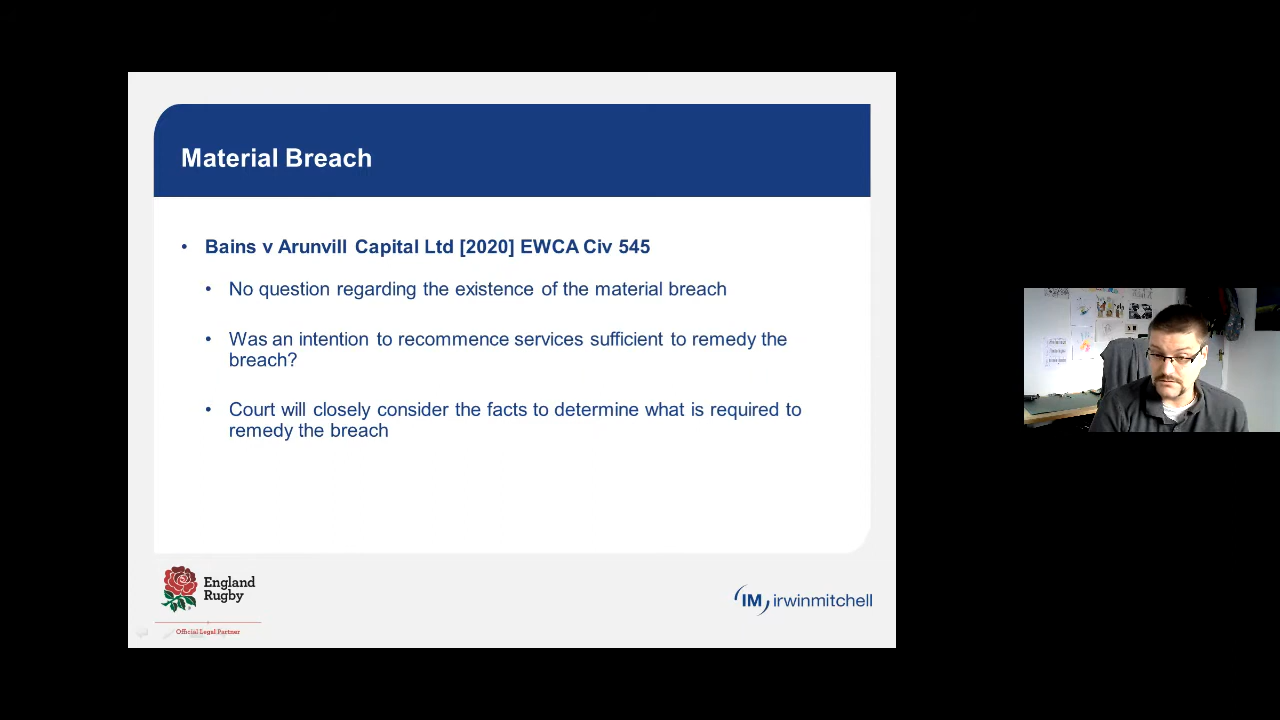 Material Breach
• Bains v Arunvill Capital Ltd [2020] EWCA Civ 545
• No question regarding the existence of the material breach
• Was an intention to recommence services sufficient to remedy the
breach?
• Court will closely consider the facts to determine what is required to
remedy the breach
England
Rugby
Official Legal Partner
IM irwinmitchell